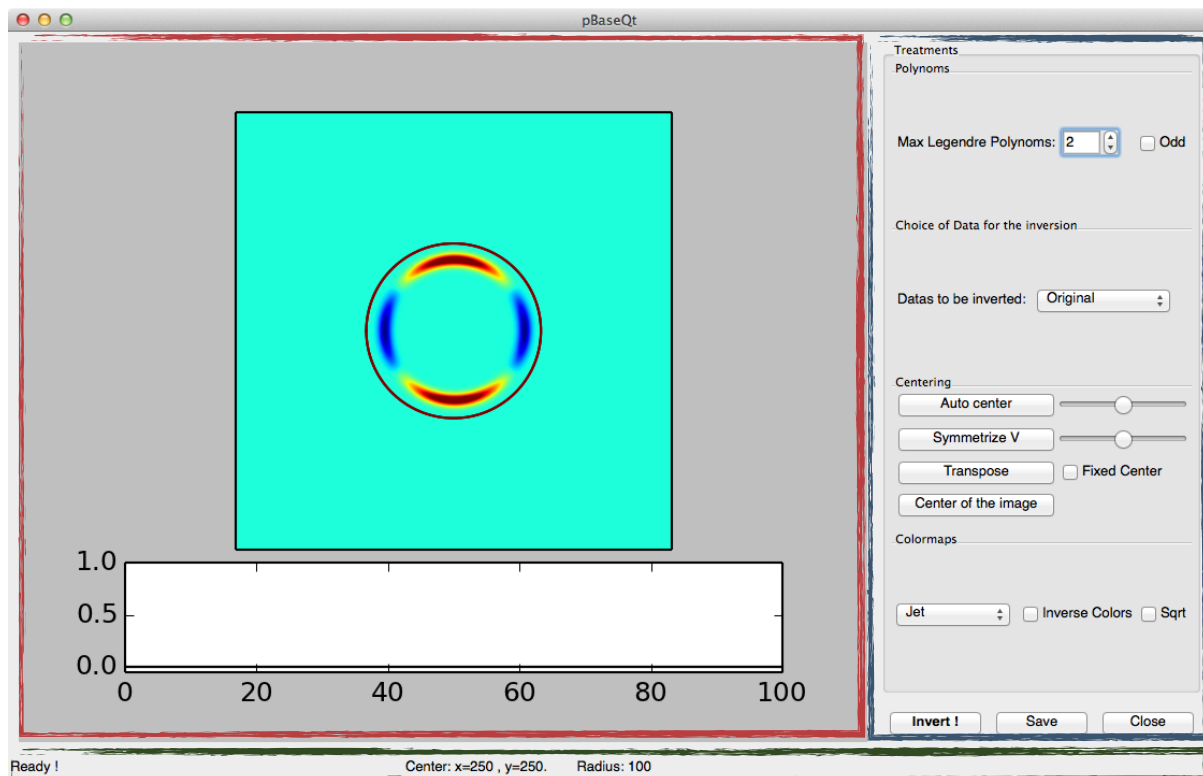 pBaseQt
1.0
0.5
0.0
0 20 40 60 80 100
Treatments
Polynoms
Max Legendre Polynoms: 2 Odd
Choice of Data for the inversion
Datas to be inverted: Original
Centering
Auto center
Symmetrize V
Transpose Fixed Center
Center of the image
Colormaps
Jet Inverse Colors Sqrt
Invert ! Save Close
Ready ! Center: x=250 , y=250. Radius: 100